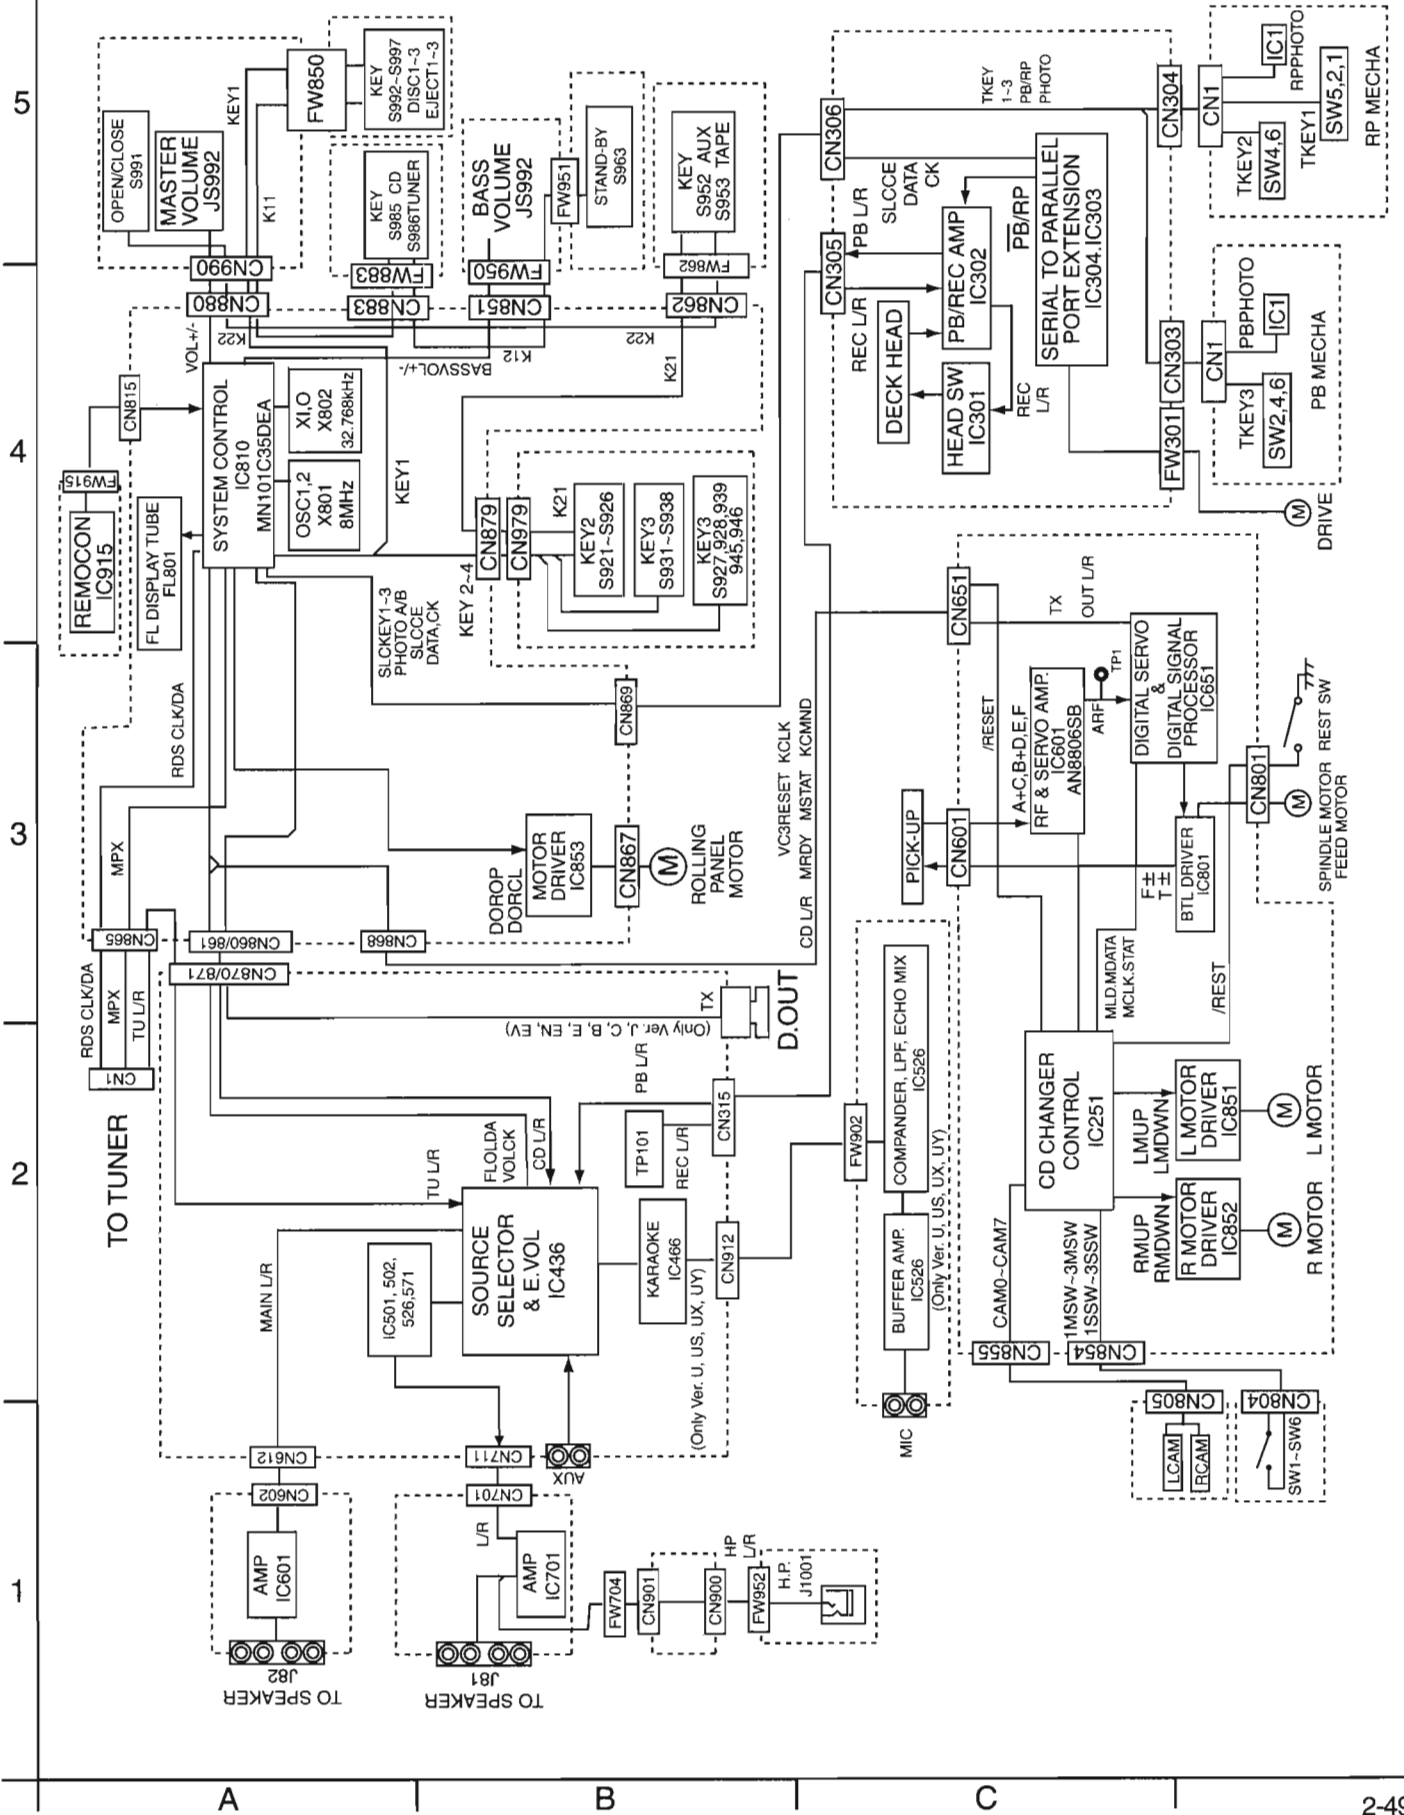 5
4
3
2
1
A
B
C
2-49
OPEN/CLOSE
S991
MASTER
VOLUME
JS992
KEY1
K11
FW850
KEY
S992~S997
DISC1~3
EJECT1~3
KEY
S985 CD
S986TUNER
BASS
VOLUME
JS992
FW951
STAND-BY
S963
KEY
S952 AUX
S953 TAPE
CN990
FW883
FW950
FW862
CN880
CN883
CN851
CN862
VOL+/-
K22
K12
BASSVOL+/-
K22
K21
CN815
FW915
REMOCON
IC915
FL DISPLAY TUBE
FL801
SYSTEM CONTROL
IC810
MN101C35DEA
XI,O
X802
32.768kHz
OSC1,2
X801
8MHz
KEY1
KEY 2~4
CN879
CN979
K21
KEY2
S921~S926
KEY3
S931~S938
KEY3
S927,928,939
945,946
SLCKEY1~3
PHOTO A/B
SLCCE
DATA,CK
RDS CLK/DA
MPX
CN869
DOROP
DORCL
MOTOR
DRIVER
IC853
CN867
M
ROLLING
PANEL
MOTOR
CN865
CN860/861
CN868
CN870/871
RDS CLK/DA
MPX
TU L/R
CN1
TO TUNER
TX
(Only Ver. J, C, B, E, EN, EV)
D.OUT
VC3RESET KCLK
CD L/R MRDY MSTAT KCMND
PB L/R
CN315
TP101
REC L/R
TU L/R
FLOLDA
VOLCK
CD L/R
MAIN L/R
IC501, 502,
526,571
SOURCE
SELECTOR
& E.VOL
IC436
KARAOKE
IC466
CN912
(Only Ver. U, US, UX, UY)
CN612
CN711
AUX
CN602
CN701
AMP
IC601
L/R
AMP
IC701
J82
TO SPEAKER
J81
TO SPEAKER
FW704
CN901
CN900
HP
L/R
FW952
H.P.
J1001
CN306
TKEY
1~3
PB/RP
PHOTO
CN304
CN1
IC1
RPPHOTO
TKEY2
SW4,6
TKEY1
SW5,2,1
RP MECHA
CN305
PB L/R
SLCCE
DATA
CK
PB/RP
REC L/R
DECK HEAD
PB/REC AMP
IC302
SERIAL TO PARALLEL
PORT EXTENSION
IC304.IC303
HEAD SW
IC301
REC
L/R
CN303
CN1
PBPHOTO
IC1
TKEY3
SW2,4,6
PB MECHA
FW301
M
DRIVE
CN651
TX
OUT L/R
/RESET
A+C,B+D,E,F
RF & SERVO AMP.
IC601
AN8806SB
ARF
TP1
DIGITAL SERVO
&
DIGITAL SIGNAL
PROCESSOR
IC651
PICK-UP
CN601
F±
T±
BTL DRIVER
IC801
CN801
M
SPINDLE MOTOR REST SW
FEED MOTOR
MLD.MDATA
MCLK.STAT
/REST
FW902
COMPANDER, LPF, ECHO MIX
IC526
BUFFER AMP.
IC526
(Only Ver. U, US, UX, UY)
MIC
CD CHANGER
CONTROL
IC251
LMUP
LMDWN
L MOTOR
DRIVER
IC851
M
L MOTOR
RMUP
RMDWN
R MOTOR
DRIVER
IC852
M
R MOTOR
CAM0~CAM7
1MSW~3MSW
1SSW~3SSW
CN855
CN854
CN805
CN804
LCAM
RCAM
SW1~SW6